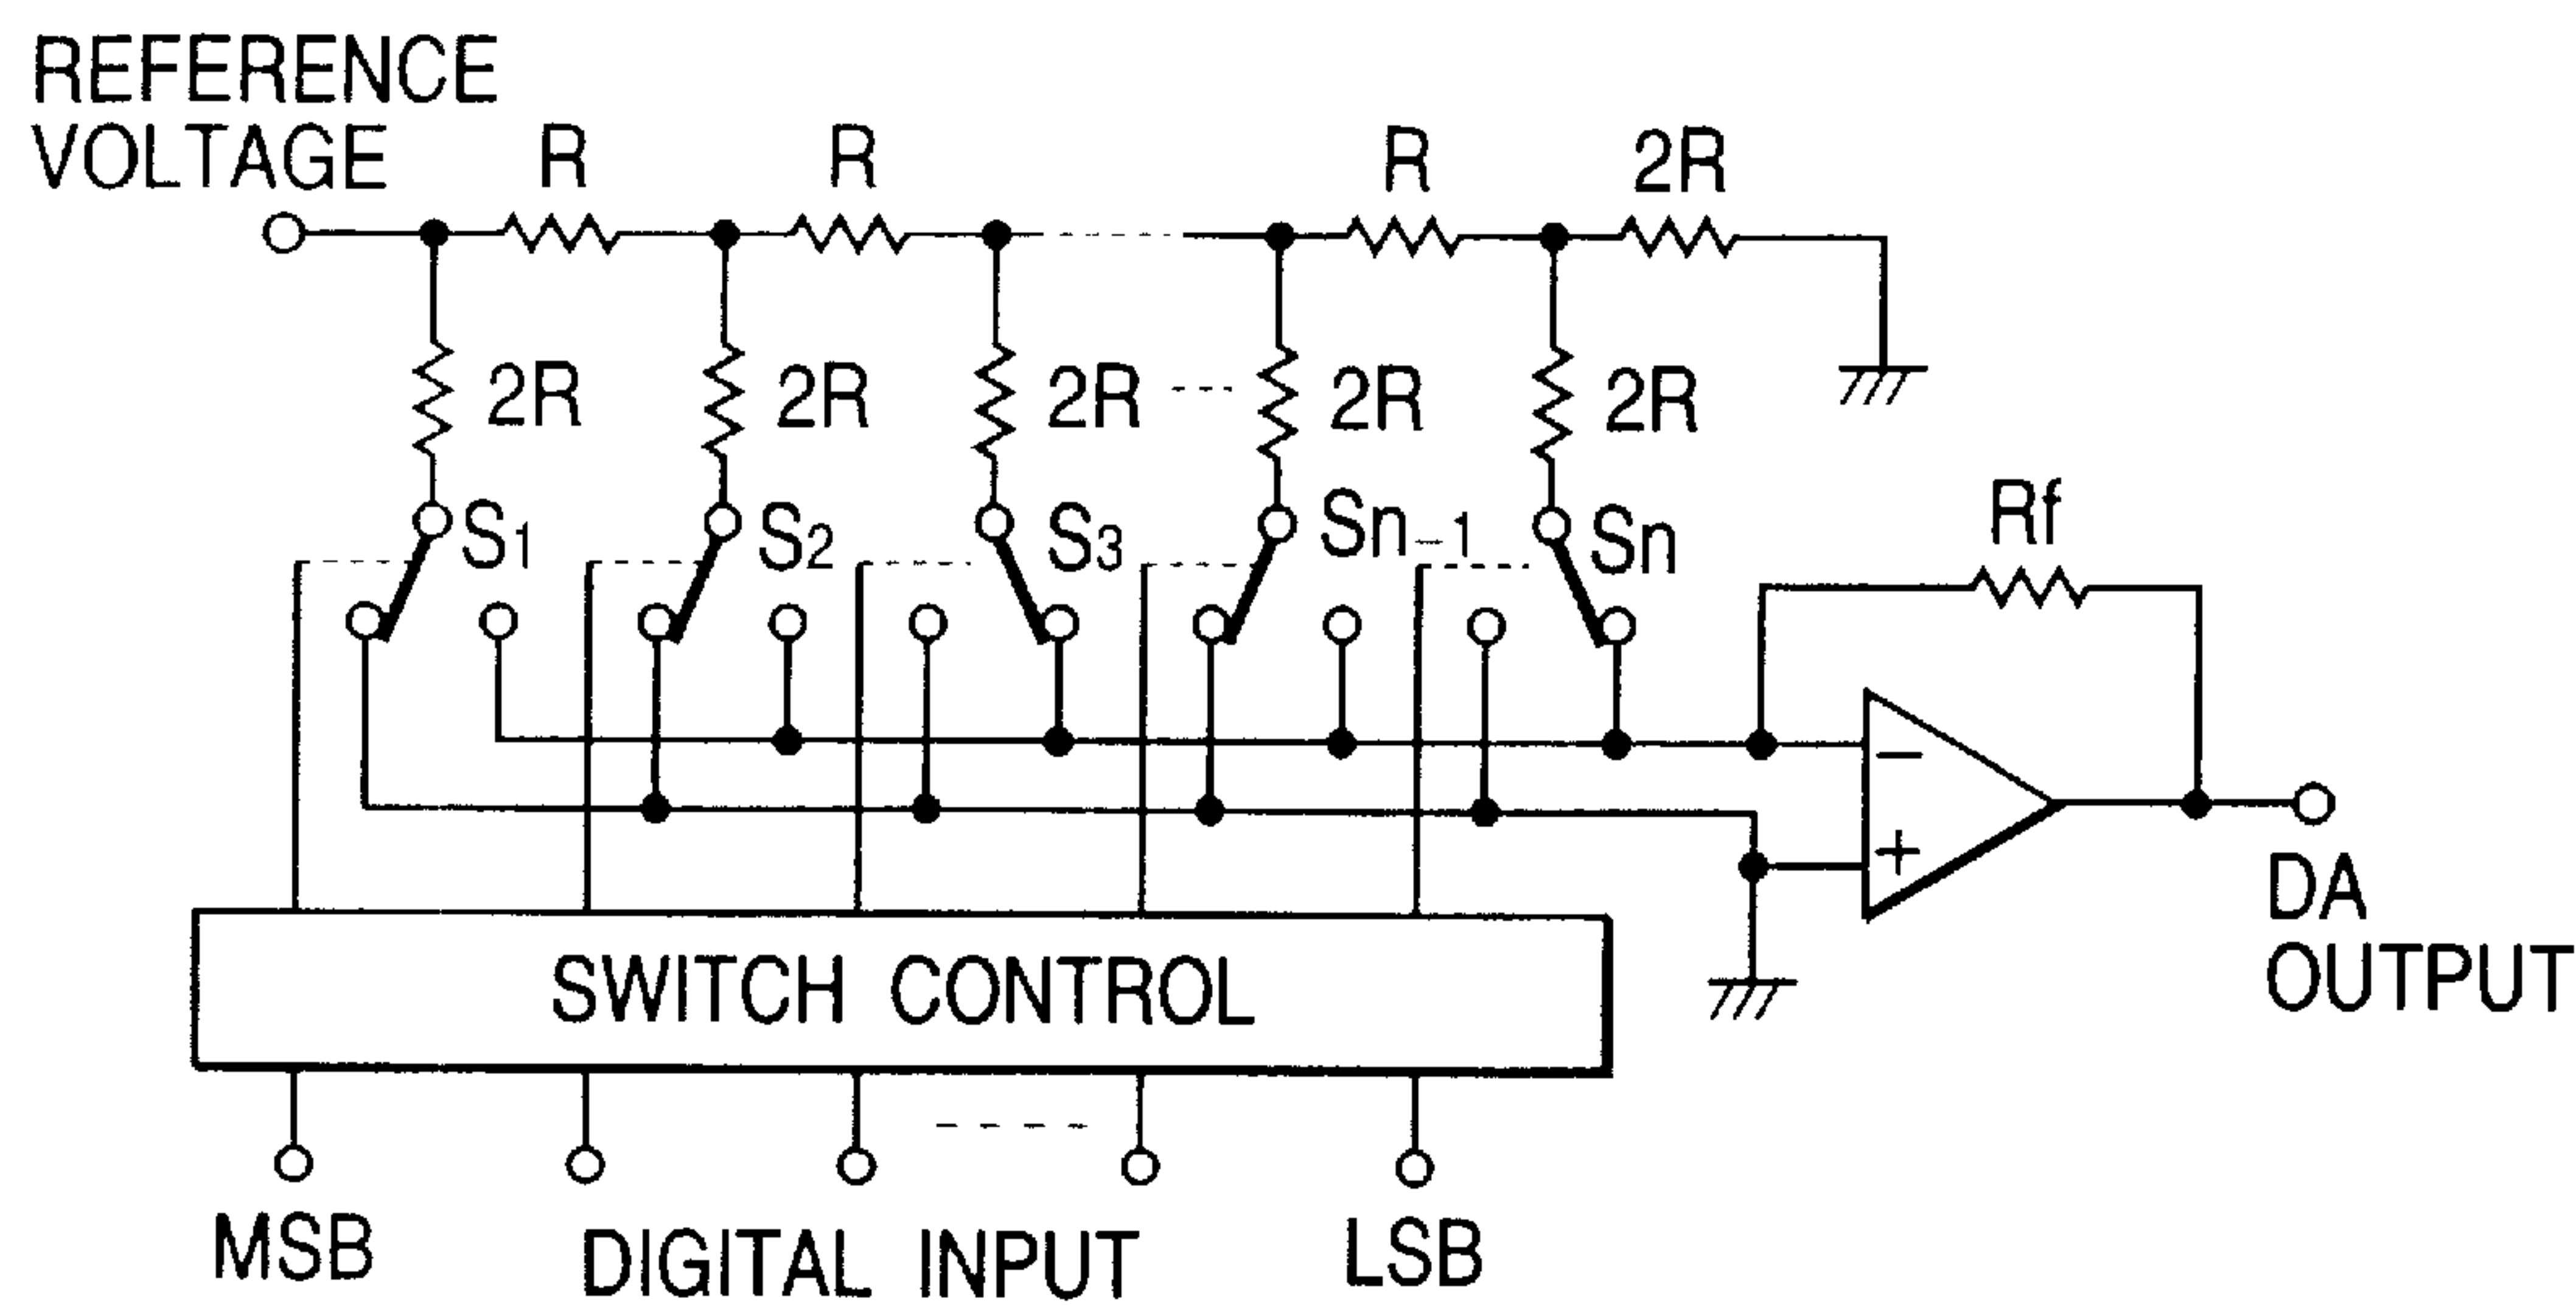 REFERENCE
VOLTAGE
R R R 2R
2R 2R 2R 2R 2R
S1 S2 S3 Sn-1 Sn
Rf
−
+
DA
OUTPUT
SWITCH CONTROL
MSB DIGITAL INPUT LSB